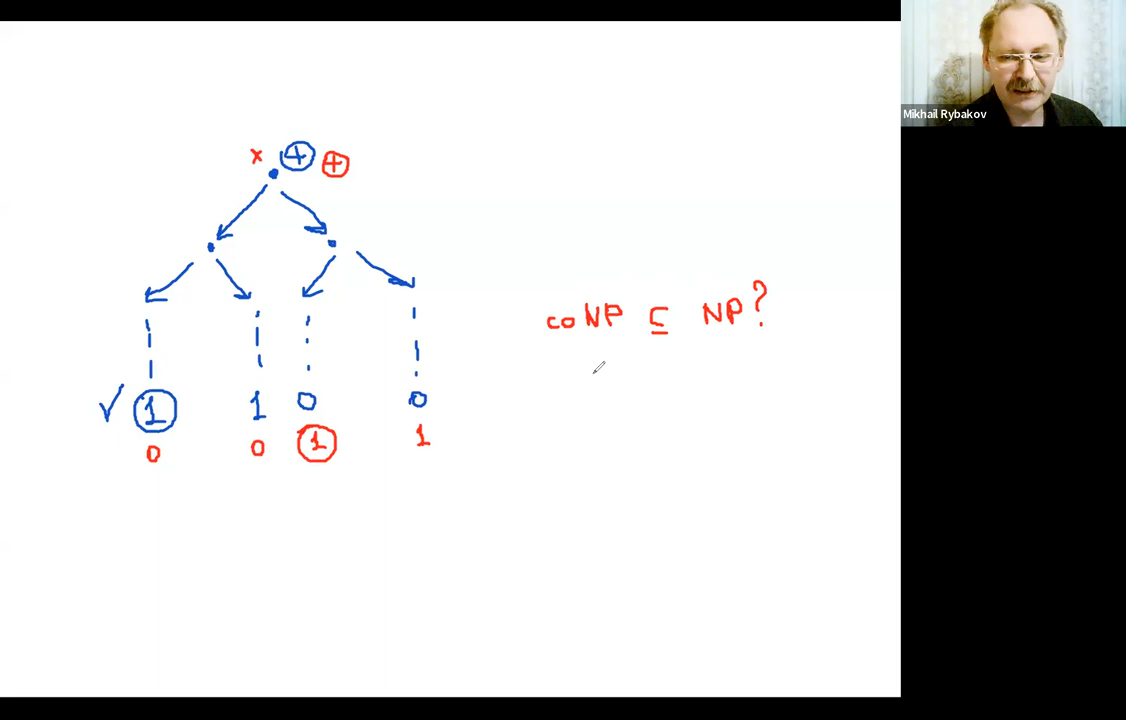 Mikhail Rybakov
x + +
coNP ⊆ NP?
✓ 1 1 0 0
0 0 1 1